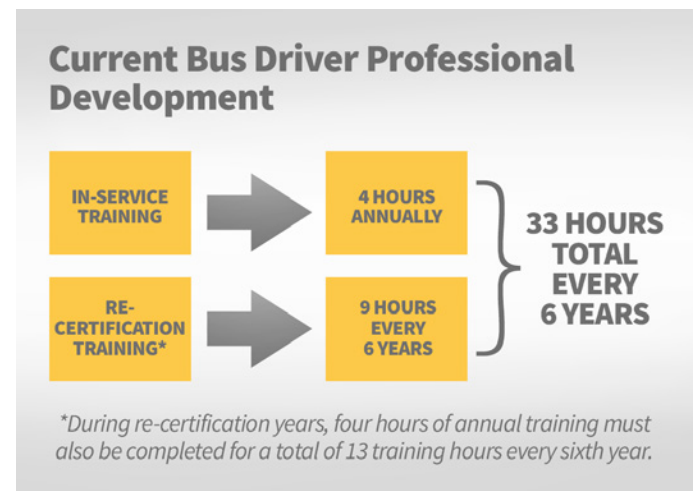 Current Bus Driver Professional
Development
IN-SERVICE
TRAINING
4 HOURS
ANNUALLY
RE-
CERTIFICATION
TRAINING*
9 HOURS
EVERY
6 YEARS
33 HOURS
TOTAL
EVERY
6 YEARS
*During re-certification years, four hours of annual training must
also be completed for a total of 13 training hours every sixth year.